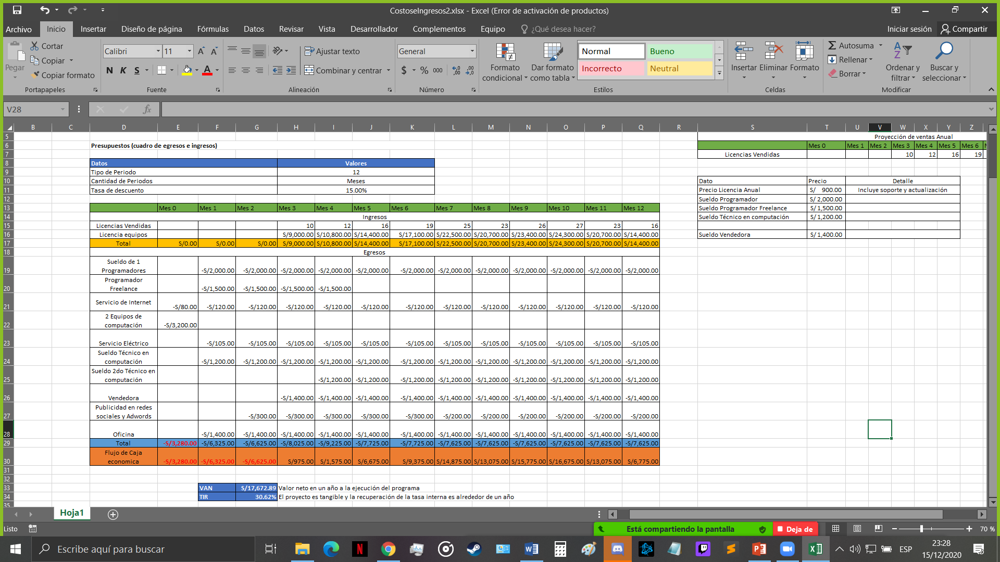 CostoseIngresos2.xlsx - Excel (Error de activación de productos)
Archivo Inicio Insertar Diseño de página Fórmulas Datos Revisar Vista Desarrollador Complementos Equipo ¿Qué desea hacer? Iniciar sesión Compartir
Pegar
Cortar
Copiar
Copiar formato
Portapapeles
Calibri 11
N K S
Fuente
Ajustar texto
Combinar y centrar
Alineación
General
$ % 000
Número
Formato condicional
Dar formato como tabla
Normal Bueno
Incorrecto Neutral
Estilos
Insertar Eliminar Formato
Celdas
Autosuma
Rellenar
Borrar
Ordenar y filtrar
Buscar y seleccionar
Modificar
V28 fx
B C D E F G H I J K L M N O P Q R S T U V W X Y Z
5 Proyección de ventas Anual
6 Presupuestos (cuadro de egresos e ingresos) Mes 0 Mes 1 Mes 2 Mes 3 Mes 4 Mes 5 Mes 6
7 Licencias Vendidas 10 12 16 19
8 Datos Valores
9 Tipo de Periodo 12
10 Cantidad de Periodos Meses Dato Precio Detalle
11 Tasa de descuento 15.00% Precio Licencia Anual S/ 900.00 Incluye soporte y actualización
12 Sueldo Programador S/ 2,000.00
13 Mes 0 Mes 1 Mes 2 Mes 3 Mes 4 Mes 5 Mes 6 Mes 7 Mes 8 Mes 9 Mes 10 Mes 11 Mes 12 Sueldo Programador Freelance S/ 1,500.00
14 Ingresos Sueldo Técnico en computación S/ 1,200.00
15 Licencias Vendidas 10 12 16 19 25 23 26 27 23 16
16 Licencia equipos S/9,000.00 S/10,800.00 S/14,400.00 S/17,100.00 S/22,500.00 S/20,700.00 S/23,400.00 S/24,300.00 S/20,700.00 S/14,400.00 Sueldo Vendedora S/ 1,400.00
17 Total S/0.00 S/0.00 S/0.00 S/9,000.00 S/10,800.00 S/14,400.00 S/17,100.00 S/22,500.00 S/20,700.00 S/23,400.00 S/24,300.00 S/20,700.00 S/14,400.00
18 Egresos
Sueldo de 1
19 Programadores -S/2,000.00 -S/2,000.00 -S/2,000.00 -S/2,000.00 -S/2,000.00 -S/2,000.00 -S/2,000.00 -S/2,000.00 -S/2,000.00 -S/2,000.00 -S/2,000.00 -S/2,000.00
Programador
20 Freelance -S/1,500.00 -S/1,500.00 -S/1,500.00 -S/1,500.00
21 Servicio de Internet -S/80.00 -S/120.00 -S/120.00 -S/120.00 -S/120.00 -S/120.00 -S/120.00 -S/120.00 -S/120.00 -S/120.00 -S/120.00 -S/120.00 -S/120.00
2 Equipos de
22 computación -S/3,200.00
23 Servicio Eléctrico -S/105.00 -S/105.00 -S/105.00 -S/105.00 -S/105.00 -S/105.00 -S/105.00 -S/105.00 -S/105.00 -S/105.00 -S/105.00 -S/105.00
Sueldo Técnico en
24 computación -S/1,200.00 -S/1,200.00 -S/1,200.00 -S/1,200.00 -S/1,200.00 -S/1,200.00 -S/1,200.00 -S/1,200.00 -S/1,200.00 -S/1,200.00 -S/1,200.00 -S/1,200.00
Sueldo 2do Técnico en
25 computación -S/1,200.00 -S/1,200.00 -S/1,200.00 -S/1,200.00 -S/1,200.00 -S/1,200.00 -S/1,200.00 -S/1,200.00 -S/1,200.00
26 Vendedora -S/1,400.00 -S/1,400.00 -S/1,400.00 -S/1,400.00 -S/1,400.00 -S/1,400.00 -S/1,400.00 -S/1,400.00 -S/1,400.00 -S/1,400.00
Publicidad en redes
27 sociales y Adwords -S/300.00 -S/300.00 -S/300.00 -S/300.00 -S/300.00 -S/200.00 -S/200.00 -S/200.00 -S/200.00 -S/200.00 -S/200.00
28 Oficina -S/1,400.00 -S/1,400.00 -S/1,400.00 -S/1,400.00 -S/1,400.00 -S/1,400.00 -S/1,400.00 -S/1,400.00 -S/1,400.00 -S/1,400.00 -S/1,400.00 -S/1,400.00
29 Total -S/3,280.00 -S/6,325.00 -S/6,625.00 -S/8,025.00 -S/9,225.00 -S/7,725.00 -S/7,725.00 -S/7,625.00 -S/7,625.00 -S/7,625.00 -S/7,625.00 -S/7,625.00 -S/7,625.00
Flujo de Caja
30 economica -S/3,280.00 -S/6,325.00 -S/6,625.00 S/975.00 S/1,575.00 S/6,675.00 S/9,375.00 S/14,875.00 S/13,075.00 S/15,775.00 S/16,675.00 S/13,075.00 S/6,775.00
31
32
33 VAN S/17,672.89 Valor neto en un año a la ejecución del programa
34 TIR 30.62% El proyecto es tangible y la recuperación de la tasa interna es alrededor de un año
35
Hoja1
Listo Está compartiendo la pantalla Deja de 70 %
Escribe aquí para buscar ESP 23:28
15/12/2020